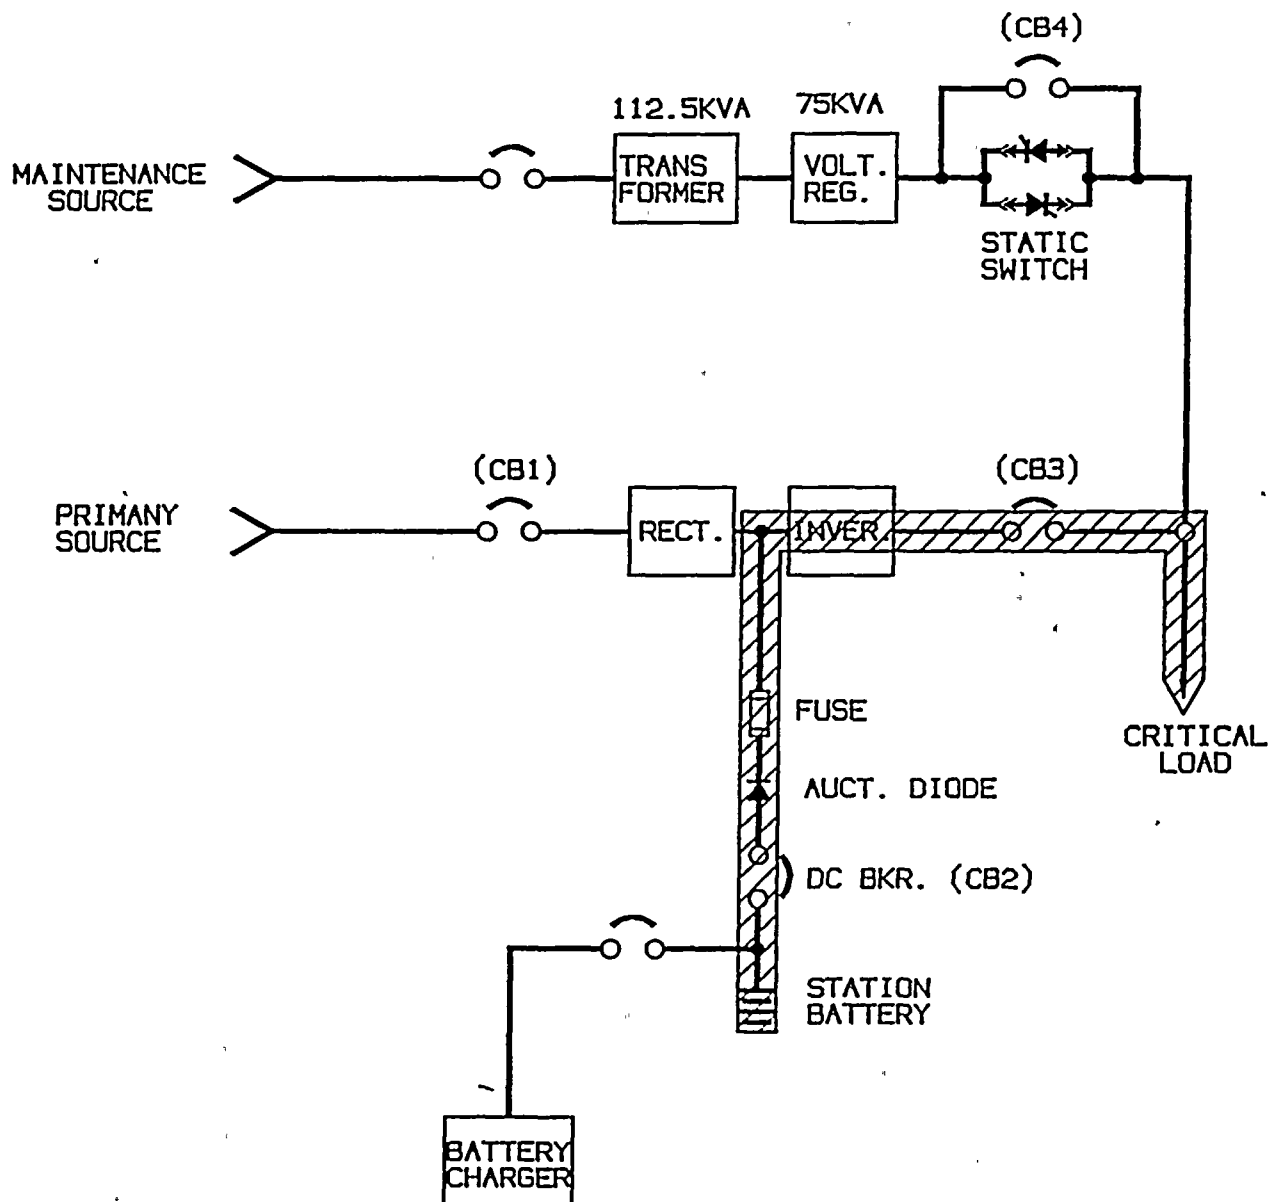 (CB4)
112.5KVA
75KVA
MAINTENANCE
SOURCE
TRANS
FORMER
VOLT.
REG.
STATIC
SWITCH
(CB1)
(CB3)
PRIMANY
SOURCE
RECT.
INVER
FUSE
CRITICAL
LOAD
AUCT. DIODE
DC BKR. (CB2)
STATION
BATTERY
BATTERY
CHARGER